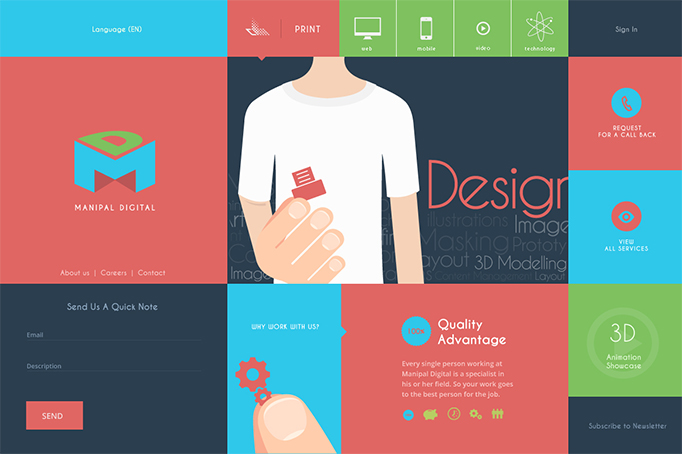 Language (EN)
PRINT
web
mobile
video
technology
Sign In
DM
MANIPAL DIGITAL
About us | Careers | Contact
Design
illustrations
Image
Masking
Prototy
ayout
3D Modelling
Image
Content Management
Layout
REQUEST
FOR A CALL BACK
VIEW
ALL SERVICES
Send Us A Quick Note
Email
Description
SEND
WHY WORK WITH US?
100%
Quality
Advantage
Every single person working at
Manipal Digital is a specialist in
his or her field. So your work goes
to the best person for the job.
3D
Animation
Showcase
Subscribe to Newsletter